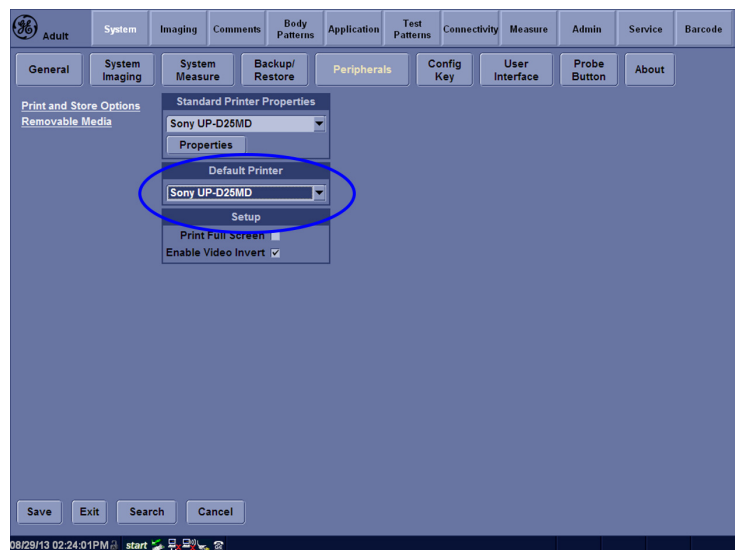 GE Adult
System Imaging Comments Body Patterns Application Test Patterns Connectivity Measure Admin Service Barcode
General System Imaging System Measure Backup/ Restore Peripherals Config Key User Interface Probe Button About
Print and Store Options
Removable Media
Standard Printer Properties
Sony UP-D25MD
Properties
Default Printer
Sony UP-D25MD
Setup
Print Full Screen
Enable Video Invert
Save Exit Search Cancel
08/29/13 02:24:01PM start